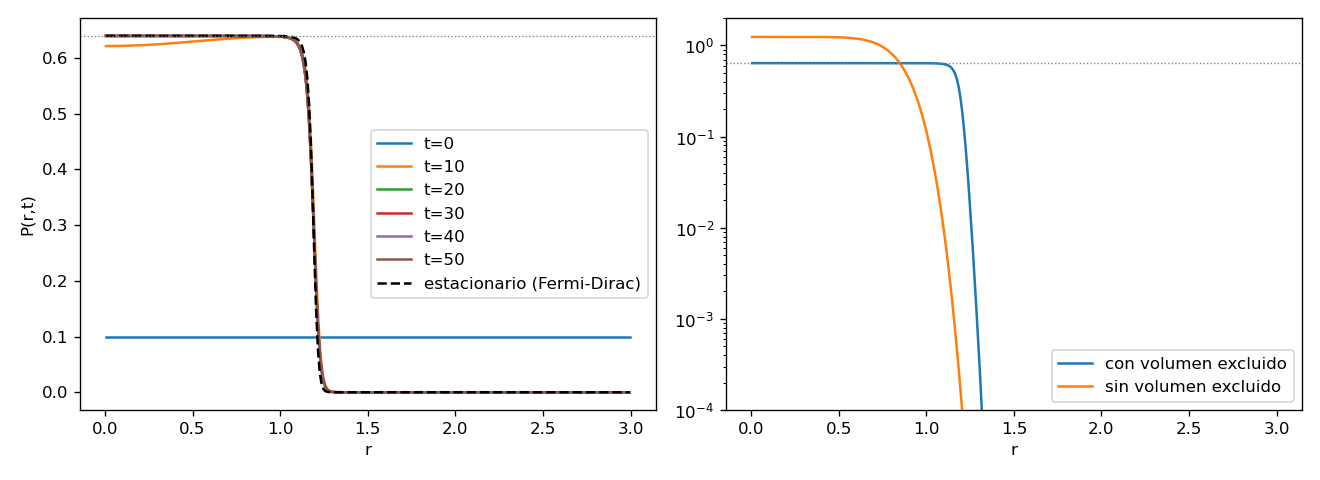 P(r,t)
0.6
0.5
0.4
0.3
0.2
0.1
0.0
t=0
t=10
t=20
t=30
t=40
t=50
estacionario (Fermi-Dirac)
0.0 0.5 1.0 1.5 2.0 2.5 3.0
r
10⁰
10⁻¹
10⁻²
10⁻³
10⁻⁴
con volumen excluido
sin volumen excluido
0.0 0.5 1.0 1.5 2.0 2.5 3.0
r